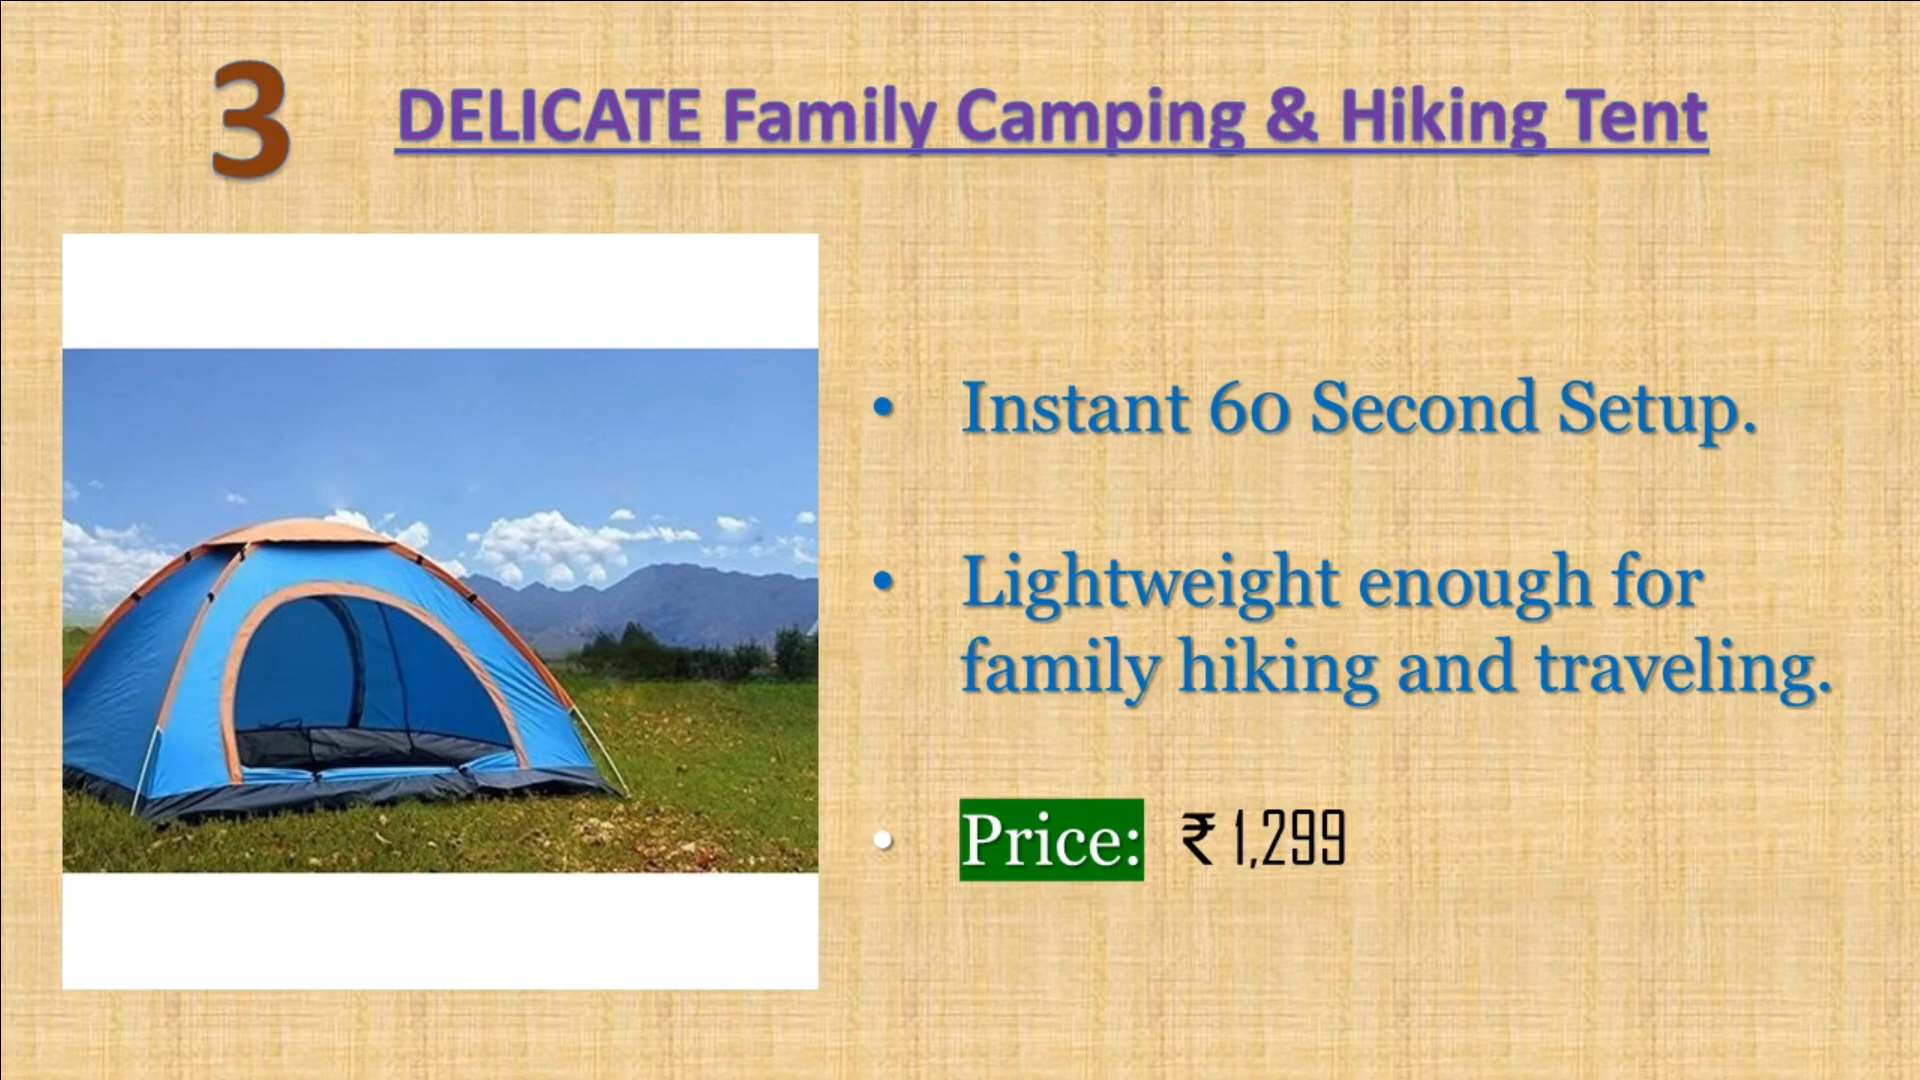 3 DELICATE Family Camping & Hiking Tent
• Instant 60 Second Setup.
• Lightweight enough for
family hiking and traveling.
• Price: ₹ 1,299